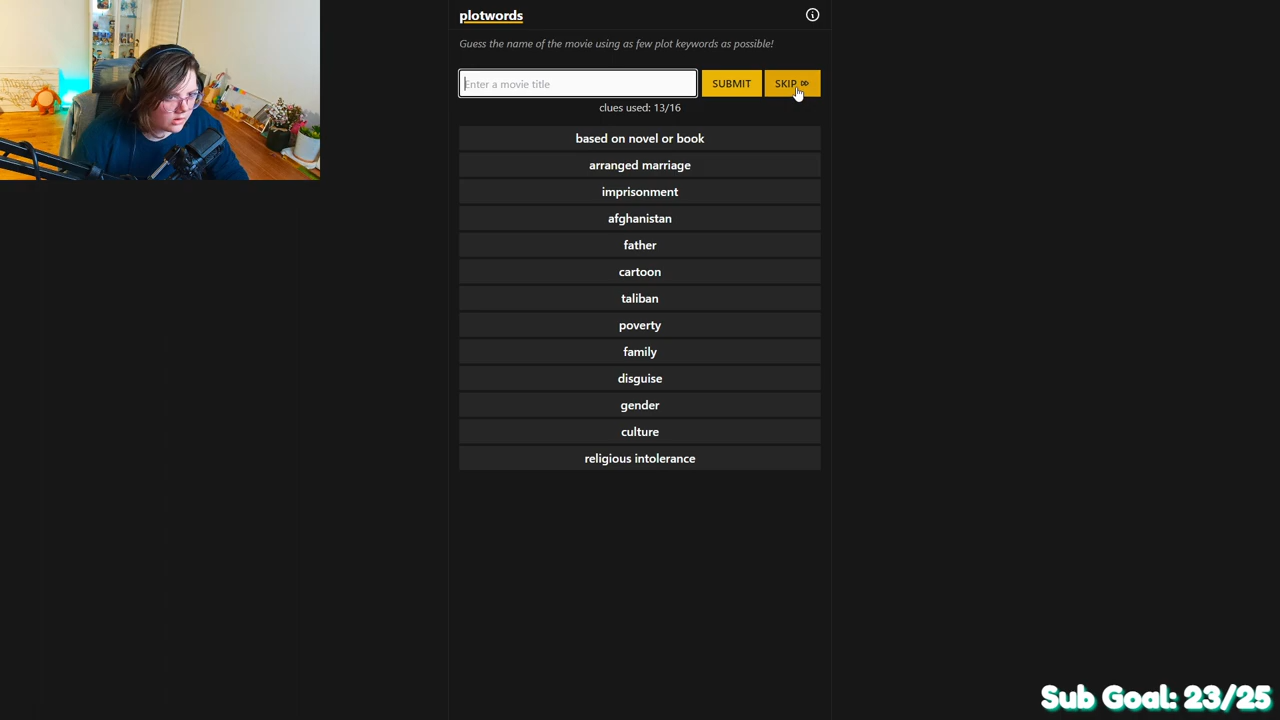 plotwords
Guess the name of the movie using as few plot keywords as possible!
Enter a movie title
SUBMIT
SKIP
clues used: 13/16
based on novel or book
arranged marriage
imprisonment
afghanistan
father
cartoon
taliban
poverty
family
disguise
gender
culture
religious intolerance
Sub Goal: 23/25